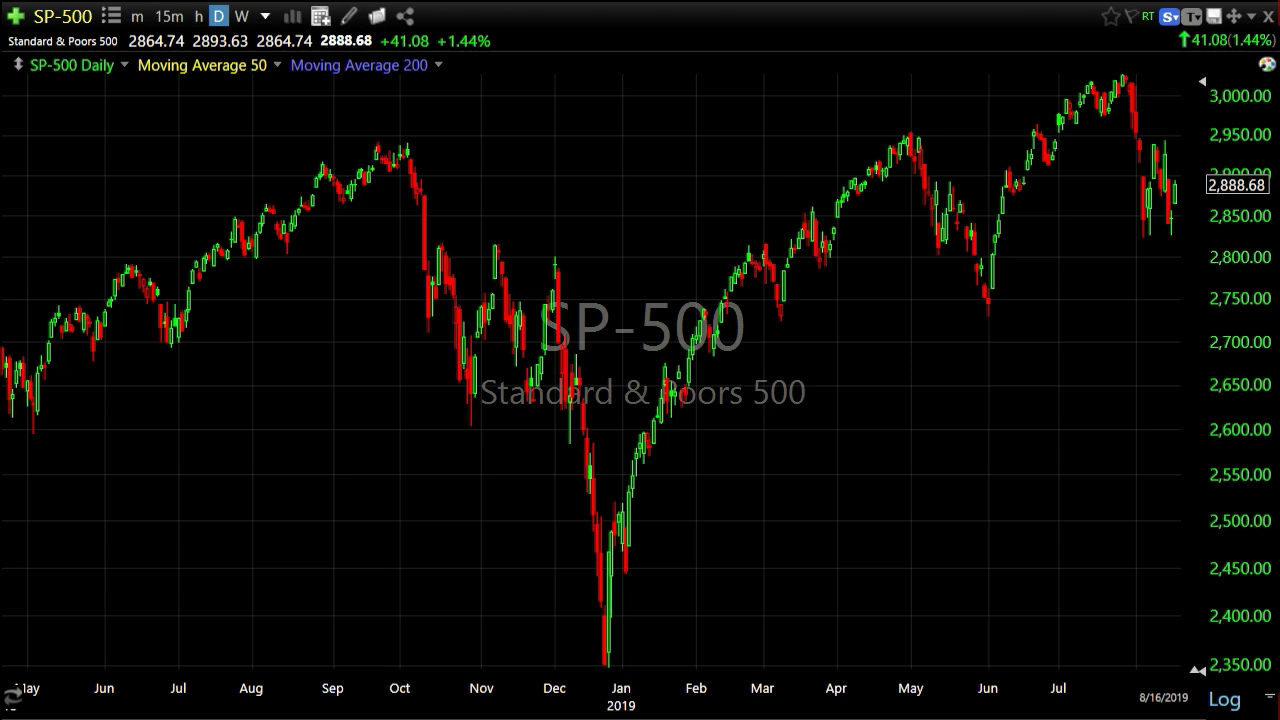 SP-500 m 15m h D W RT S T X
Standard & Poors 500 2864.74 2893.63 2864.74 2888.68 +41.08 +1.44% 41.08(1.44%)
SP-500 Daily Moving Average 50 Moving Average 200
3,000.00
2,950.00
2,900.00
2,888.68
2,850.00
2,800.00
2,750.00
SP-500
2,700.00
Standard & Poors 500
2,650.00
2,600.00
2,550.00
2,500.00
2,450.00
2,400.00
2,350.00
May Jun Jul Aug Sep Oct Nov Dec Jan Feb Mar Apr May Jun Jul
2019 8/16/2019 Log